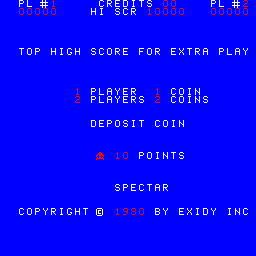 PL #1 CREDITS 00 PL #2
00000 HI SCR 10000 00000
TOP HIGH SCORE FOR EXTRA PLAY
1 PLAYER 1 COIN
2 PLAYERS 2 COINS
DEPOSIT COIN
10 POINTS
SPECTAR
COPYRIGHT © 1980 BY EXIDY INC